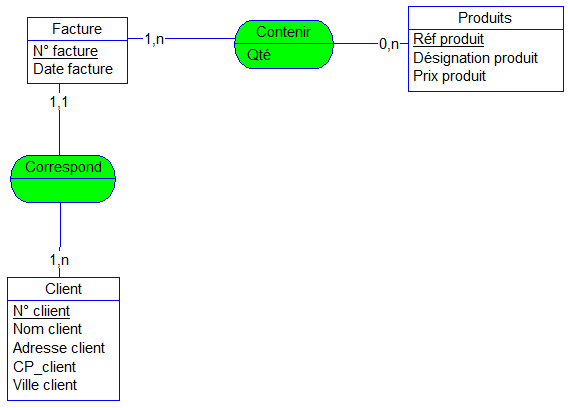 Facture
N° facture
Date facture
1,n
Contenir
Qté
0,n
Produits
Réf produit
Désignation produit
Prix produit
1,1
Correspond
1,n
Client
N° cliient
Nom client
Adresse client
CP_client
Ville client